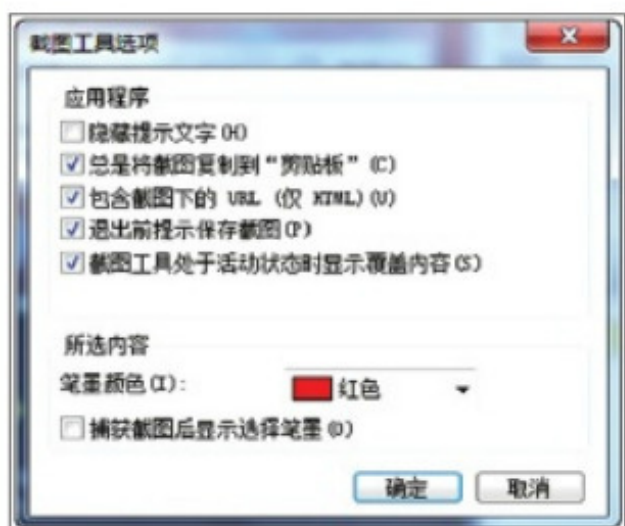 截图工具选项
应用程序
隐藏提示文字(H)
总是将截图复制到“剪贴板”(C)
包含截图下的 URL (仅 HTML)(U)
退出前提示保存截图(P)
截图工具处于活动状态时显示覆盖内容(S)
所选内容
笔墨颜色(I): 红色
捕获截图后显示选择笔墨(D)
确定 取消